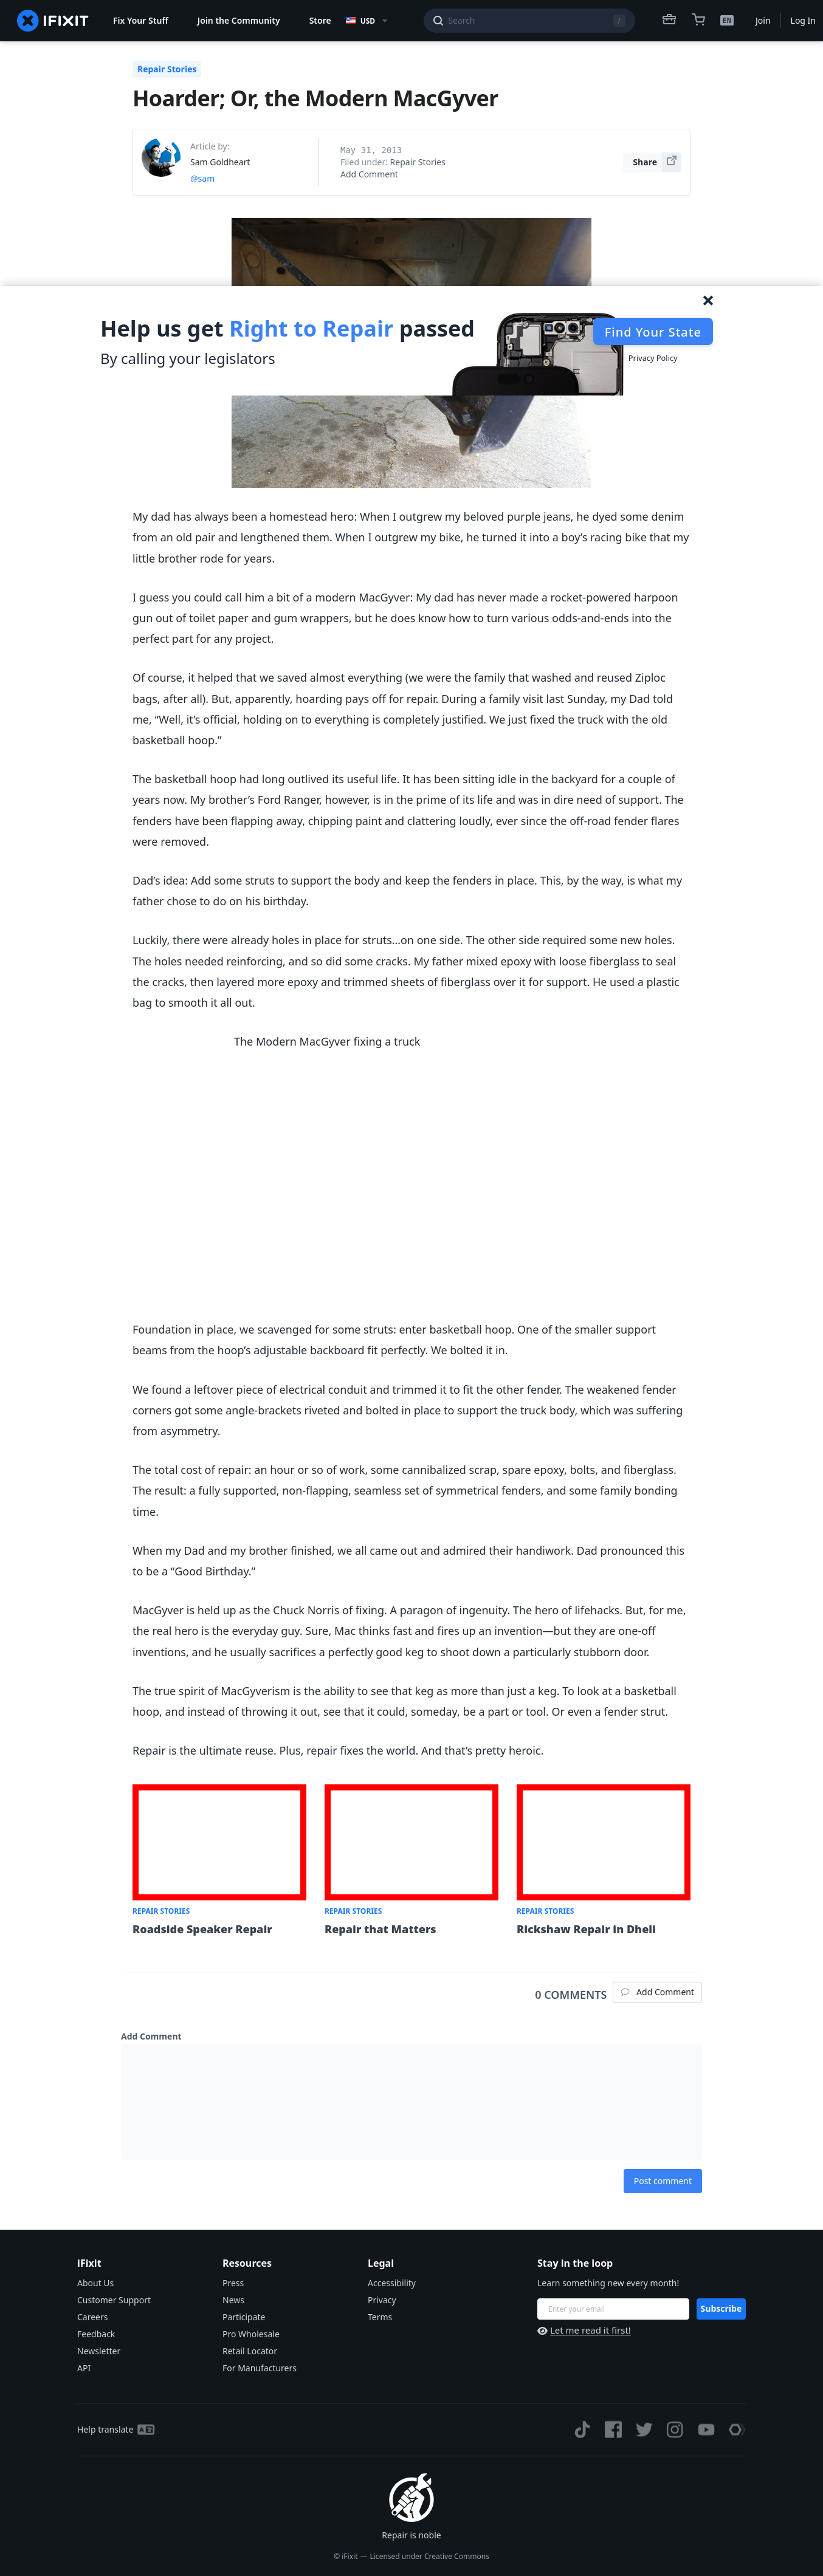 IFIXIT
Fix Your Stuff
Join the Community
Store
USD
Search
/
EN
Join
Log In
Repair Stories
Hoarder; Or, the Modern MacGyver
Article by:
Sam Goldheart
@sam
May 31, 2013
Filed under: Repair Stories
Add Comment
Share
Help us get Right to Repair passed
By calling your legislators
Find Your State
Privacy Policy
My dad has always been a homestead hero: When I outgrew my beloved purple jeans, he dyed some denim
from an old pair and lengthened them. When I outgrew my bike, he turned it into a boy’s racing bike that my
little brother rode for years.
I guess you could call him a bit of a modern MacGyver: My dad has never made a rocket-powered harpoon
gun out of toilet paper and gum wrappers, but he does know how to turn various odds-and-ends into the
perfect part for any project.
Of course, it helped that we saved almost everything (we were the family that washed and reused Ziploc
bags, after all). But, apparently, hoarding pays off for repair. During a family visit last Sunday, my Dad told
me, “Well, it’s official, holding on to everything is completely justified. We just fixed the truck with the old
basketball hoop.”
The basketball hoop had long outlived its useful life. It has been sitting idle in the backyard for a couple of
years now. My brother’s Ford Ranger, however, is in the prime of its life and was in dire need of support. The
fenders have been flapping away, chipping paint and clattering loudly, ever since the off-road fender flares
were removed.
Dad’s idea: Add some struts to support the body and keep the fenders in place. This, by the way, is what my
father chose to do on his birthday.
Luckily, there were already holes in place for struts…on one side. The other side required some new holes.
The holes needed reinforcing, and so did some cracks. My father mixed epoxy with loose fiberglass to seal
the cracks, then layered more epoxy and trimmed sheets of fiberglass over it for support. He used a plastic
bag to smooth it all out.
The Modern MacGyver fixing a truck
Foundation in place, we scavenged for some struts: enter basketball hoop. One of the smaller support
beams from the hoop’s adjustable backboard fit perfectly. We bolted it in.
We found a leftover piece of electrical conduit and trimmed it to fit the other fender. The weakened fender
corners got some angle-brackets riveted and bolted in place to support the truck body, which was suffering
from asymmetry.
The total cost of repair: an hour or so of work, some cannibalized scrap, spare epoxy, bolts, and fiberglass.
The result: a fully supported, non-flapping, seamless set of symmetrical fenders, and some family bonding
time.
When my Dad and my brother finished, we all came out and admired their handiwork. Dad pronounced this
to be a “Good Birthday.”
MacGyver is held up as the Chuck Norris of fixing. A paragon of ingenuity. The hero of lifehacks. But, for me,
the real hero is the everyday guy. Sure, Mac thinks fast and fires up an invention—but they are one-off
inventions, and he usually sacrifices a perfectly good keg to shoot down a particularly stubborn door.
The true spirit of MacGyverism is the ability to see that keg as more than just a keg. To look at a basketball
hoop, and instead of throwing it out, see that it could, someday, be a part or tool. Or even a fender strut.
Repair is the ultimate reuse. Plus, repair fixes the world. And that’s pretty heroic.
REPAIR STORIES
Roadside Speaker Repair
REPAIR STORIES
Repair that Matters
REPAIR STORIES
Rickshaw Repair in Dheli
0 COMMENTS
Add Comment
Add Comment
Post comment
iFixit
About Us
Customer Support
Careers
Feedback
Newsletter
API
Resources
Press
News
Participate
Pro Wholesale
Retail Locator
For Manufacturers
Legal
Accessibility
Privacy
Terms
Stay in the loop
Learn something new every month!
Enter your email
Subscribe
Let me read it first!
Help translate
Repair is noble
© iFixit — Licensed under Creative Commons